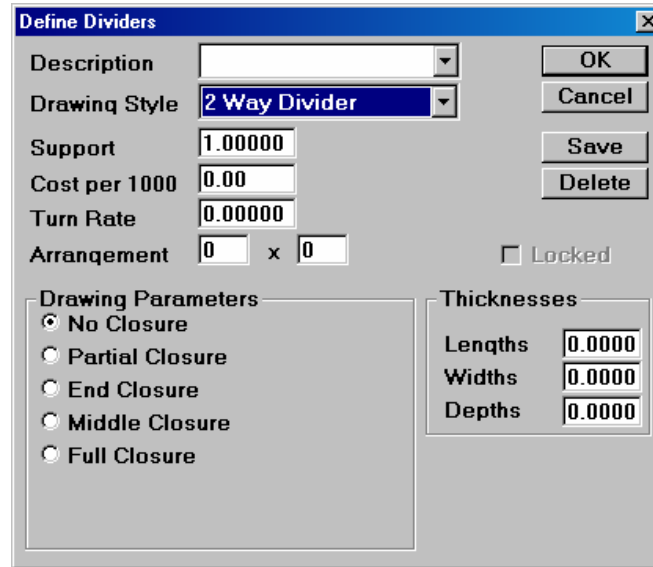 Define Dividers
Description
OK
Drawing Style 2 Way Divider
Cancel
Support 1.00000
Save
Cost per 1000 0.00
Delete
Turn Rate 0.00000
Arrangement 0 x 0
Locked
Drawing Parameters
No Closure
Partial Closure
End Closure
Middle Closure
Full Closure
Thicknesses
Lengths 0.0000
Widths 0.0000
Depths 0.0000